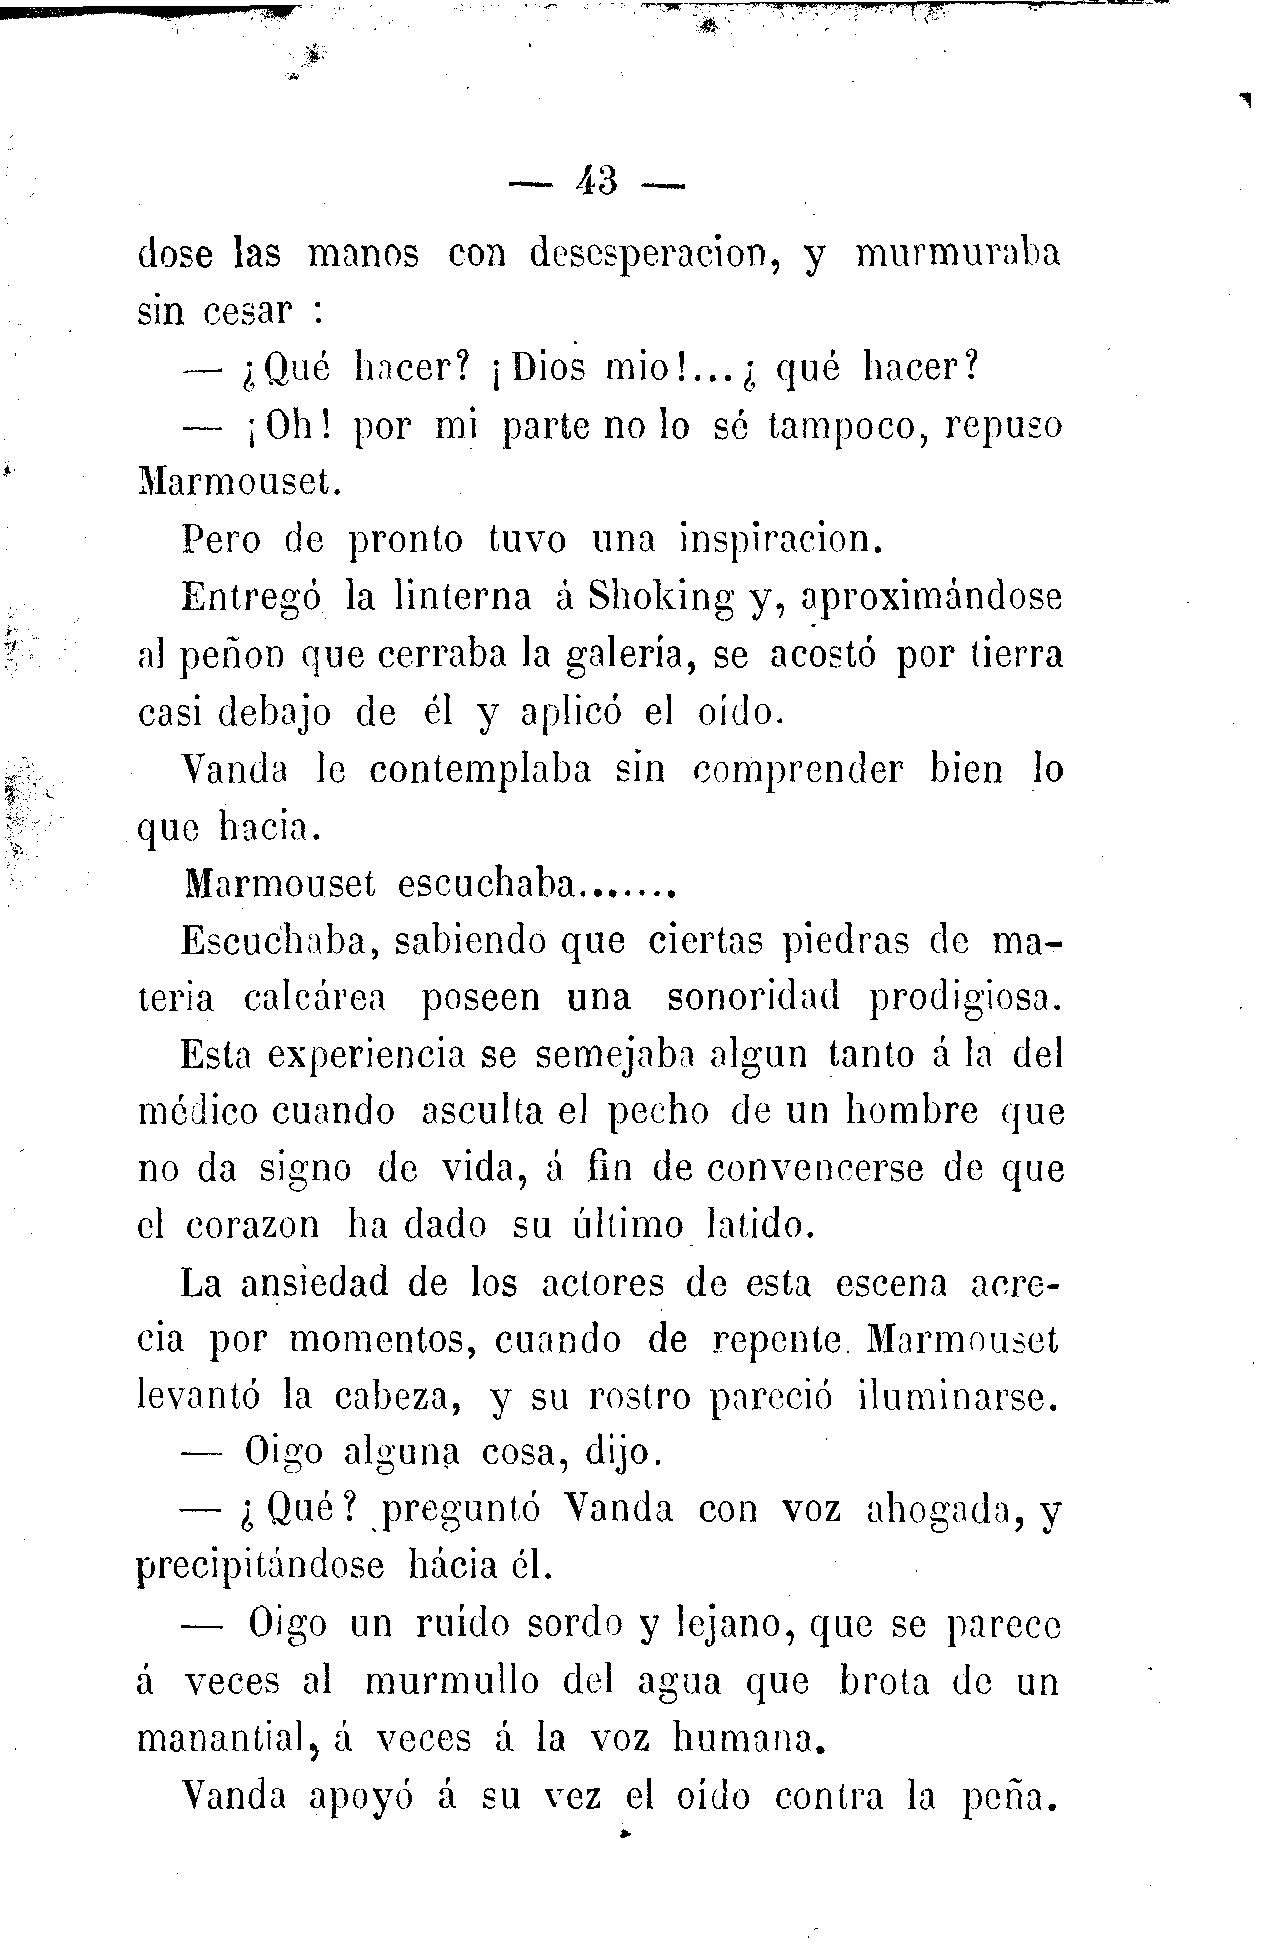 — 43 —
dose las manos con desesperacion, y murmuraba
sin cesar :
— ¿Qué hacer? ¡Dios mio!...¿ qué hacer?
— ¡Oh! por mi parte no lo sé tampoco, repuso
Marmouset.
Pero de pronto tuvo una inspiracion.
Entregó la linterna á Shoking y, aproximándose
al peñon que cerraba la galería, se acostó por tierra
casi debajo de él y aplicó el oído.
Vanda le contemplaba sin comprender bien lo
que hacia.
Marmouset escuchaba.......
Escuchaba, sabiendo que ciertas piedras de ma-
teria calcárea poseen una sonoridad prodigiosa.
Esta experiencia se semejaba algun tanto á la del
médico cuando asculta el pecho de un hombre que
no da signo de vida, á fin de convencerse de que
el corazon ha dado su último latido.
La ansiedad de los actores de esta escena acre-
cia por momentos, cuando de repente Marmouset
levantó la cabeza, y su rostro pareció iluminarse.
— Oigo alguna cosa, dijo.
— ¿ Qué? preguntó Vanda con voz ahogada, y
precipitándose hácia él.
— Oigo un ruído sordo y lejano, que se parece
á veces al murmullo del agua que brota de un
manantial, á veces á la voz humana.
Vanda apoyó á su vez el oído contra la peña.